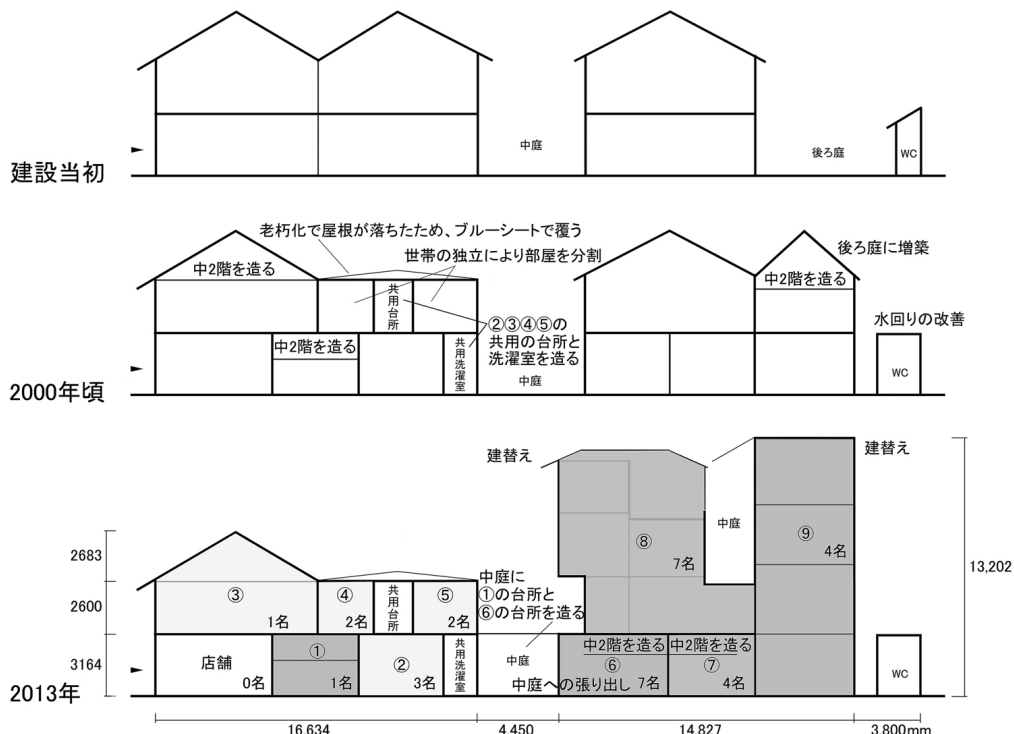 建設当初
中庭
後ろ庭
WC
老朽化で屋根が落ちたため、ブルーシートで覆う
世帯の独立により部屋を分割
後ろ庭に増築
中2階を造る
中2階を造る
共用台所
②③④⑤の
共用の台所と
洗濯室を造る
水回りの改善
中2階を造る
共用洗濯室
中庭
WC
2000年頃
建替え
建替え
中庭
⑨
4名
⑧
7名
13,202
2683
2600
3164
③
1名
④
2名
共用台所
⑤
2名
中庭に
①の台所と
⑥の台所を造る
店舗
0名
①
1名
②
3名
共用洗濯室
中庭
中庭への張り出し
中2階を造る
⑥
7名
中2階を造る
⑦
4名
WC
2013年
16,634
4,450
14,827
3,800mm